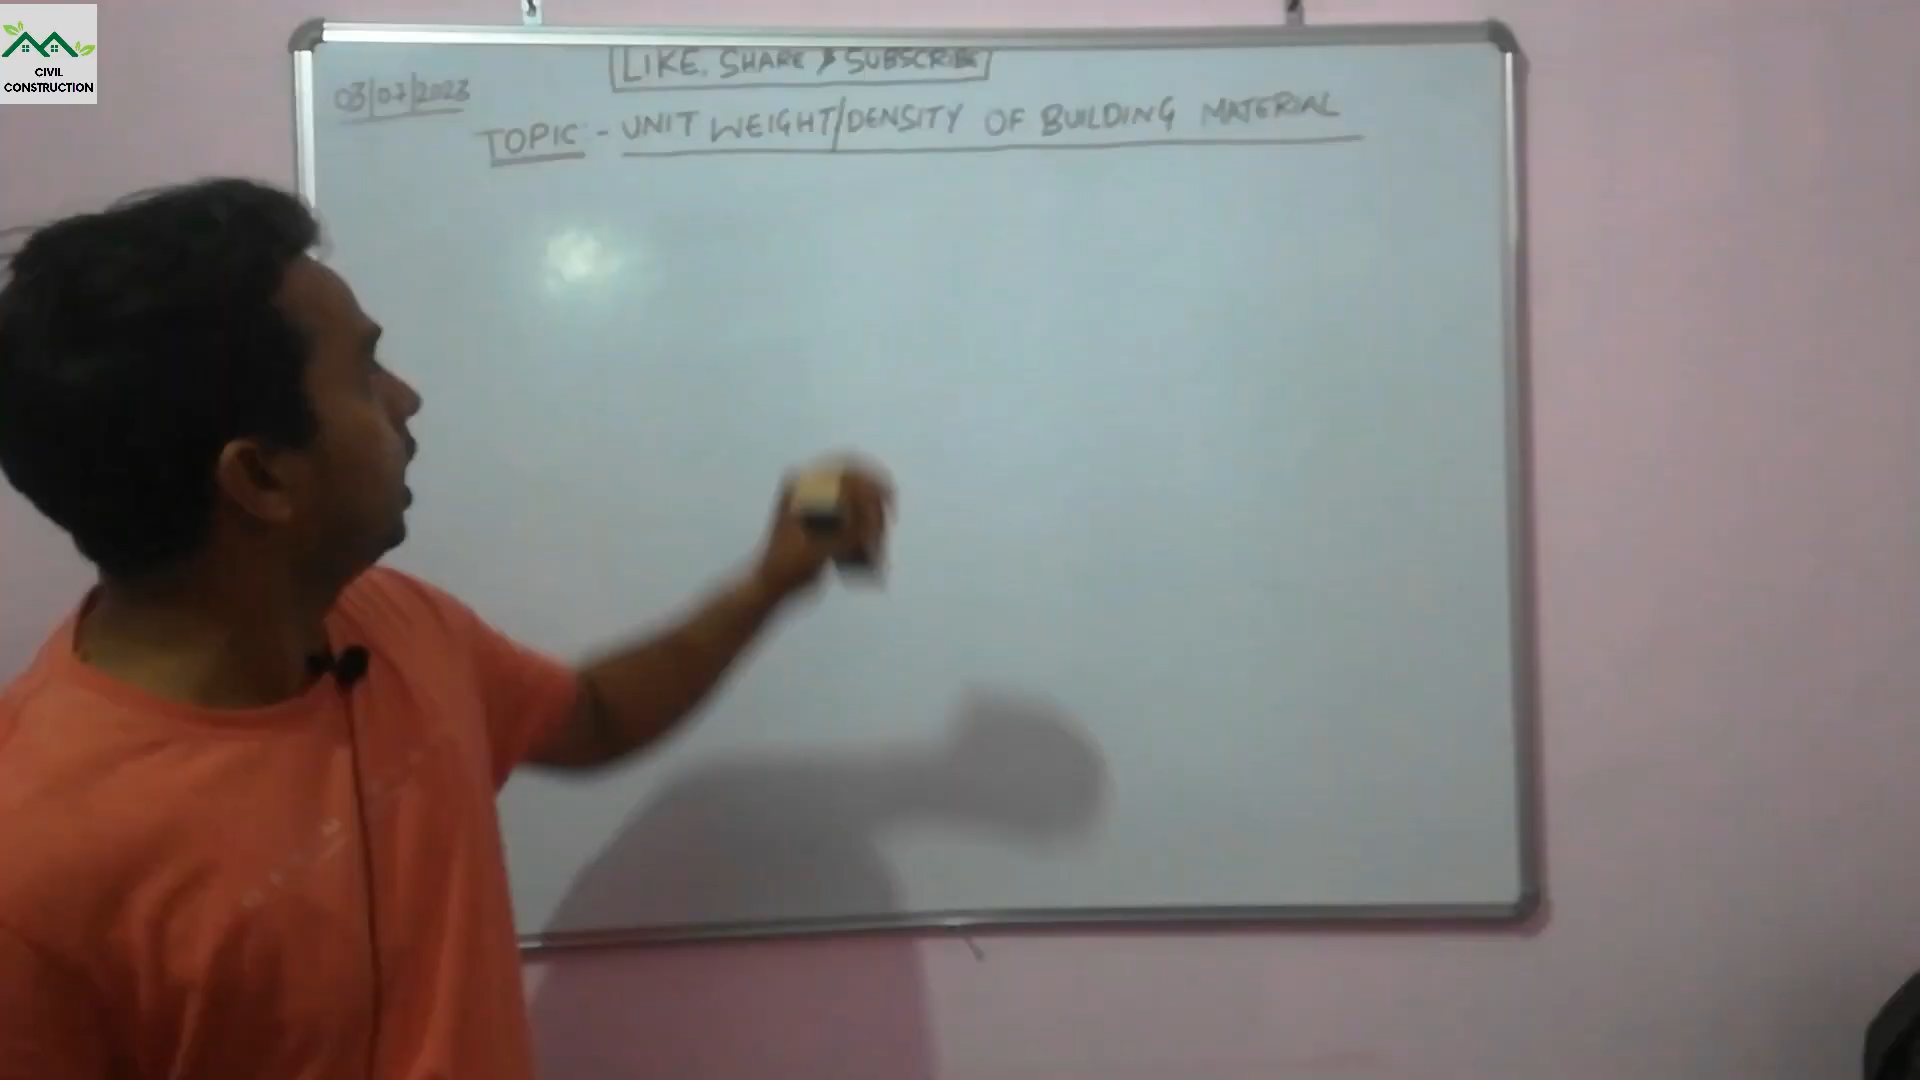 CIVIL
CONSTRUCTION
LIKE, SHARE & SUBSCRIBE
03/07/2023
TOPIC - UNIT WEIGHT/DENSITY OF BUILDING MATERIAL